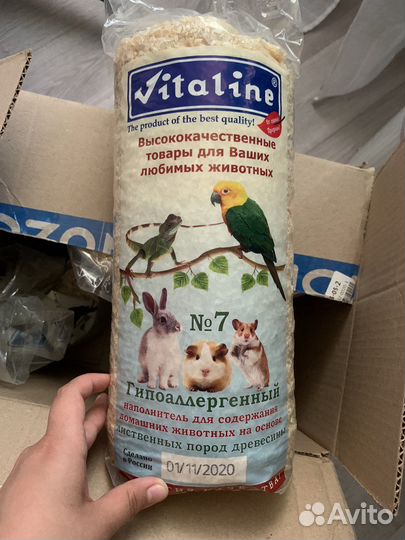 Vitaline®
The product of the best quality!
Высококачественные
товары для Ваших
любимых животных
№7
Гипоаллергенный
наполнитель для содержания
домашних животных на основе
лиственных пород древесины
Сделано
в России
01/11/2020
OZON
Avito